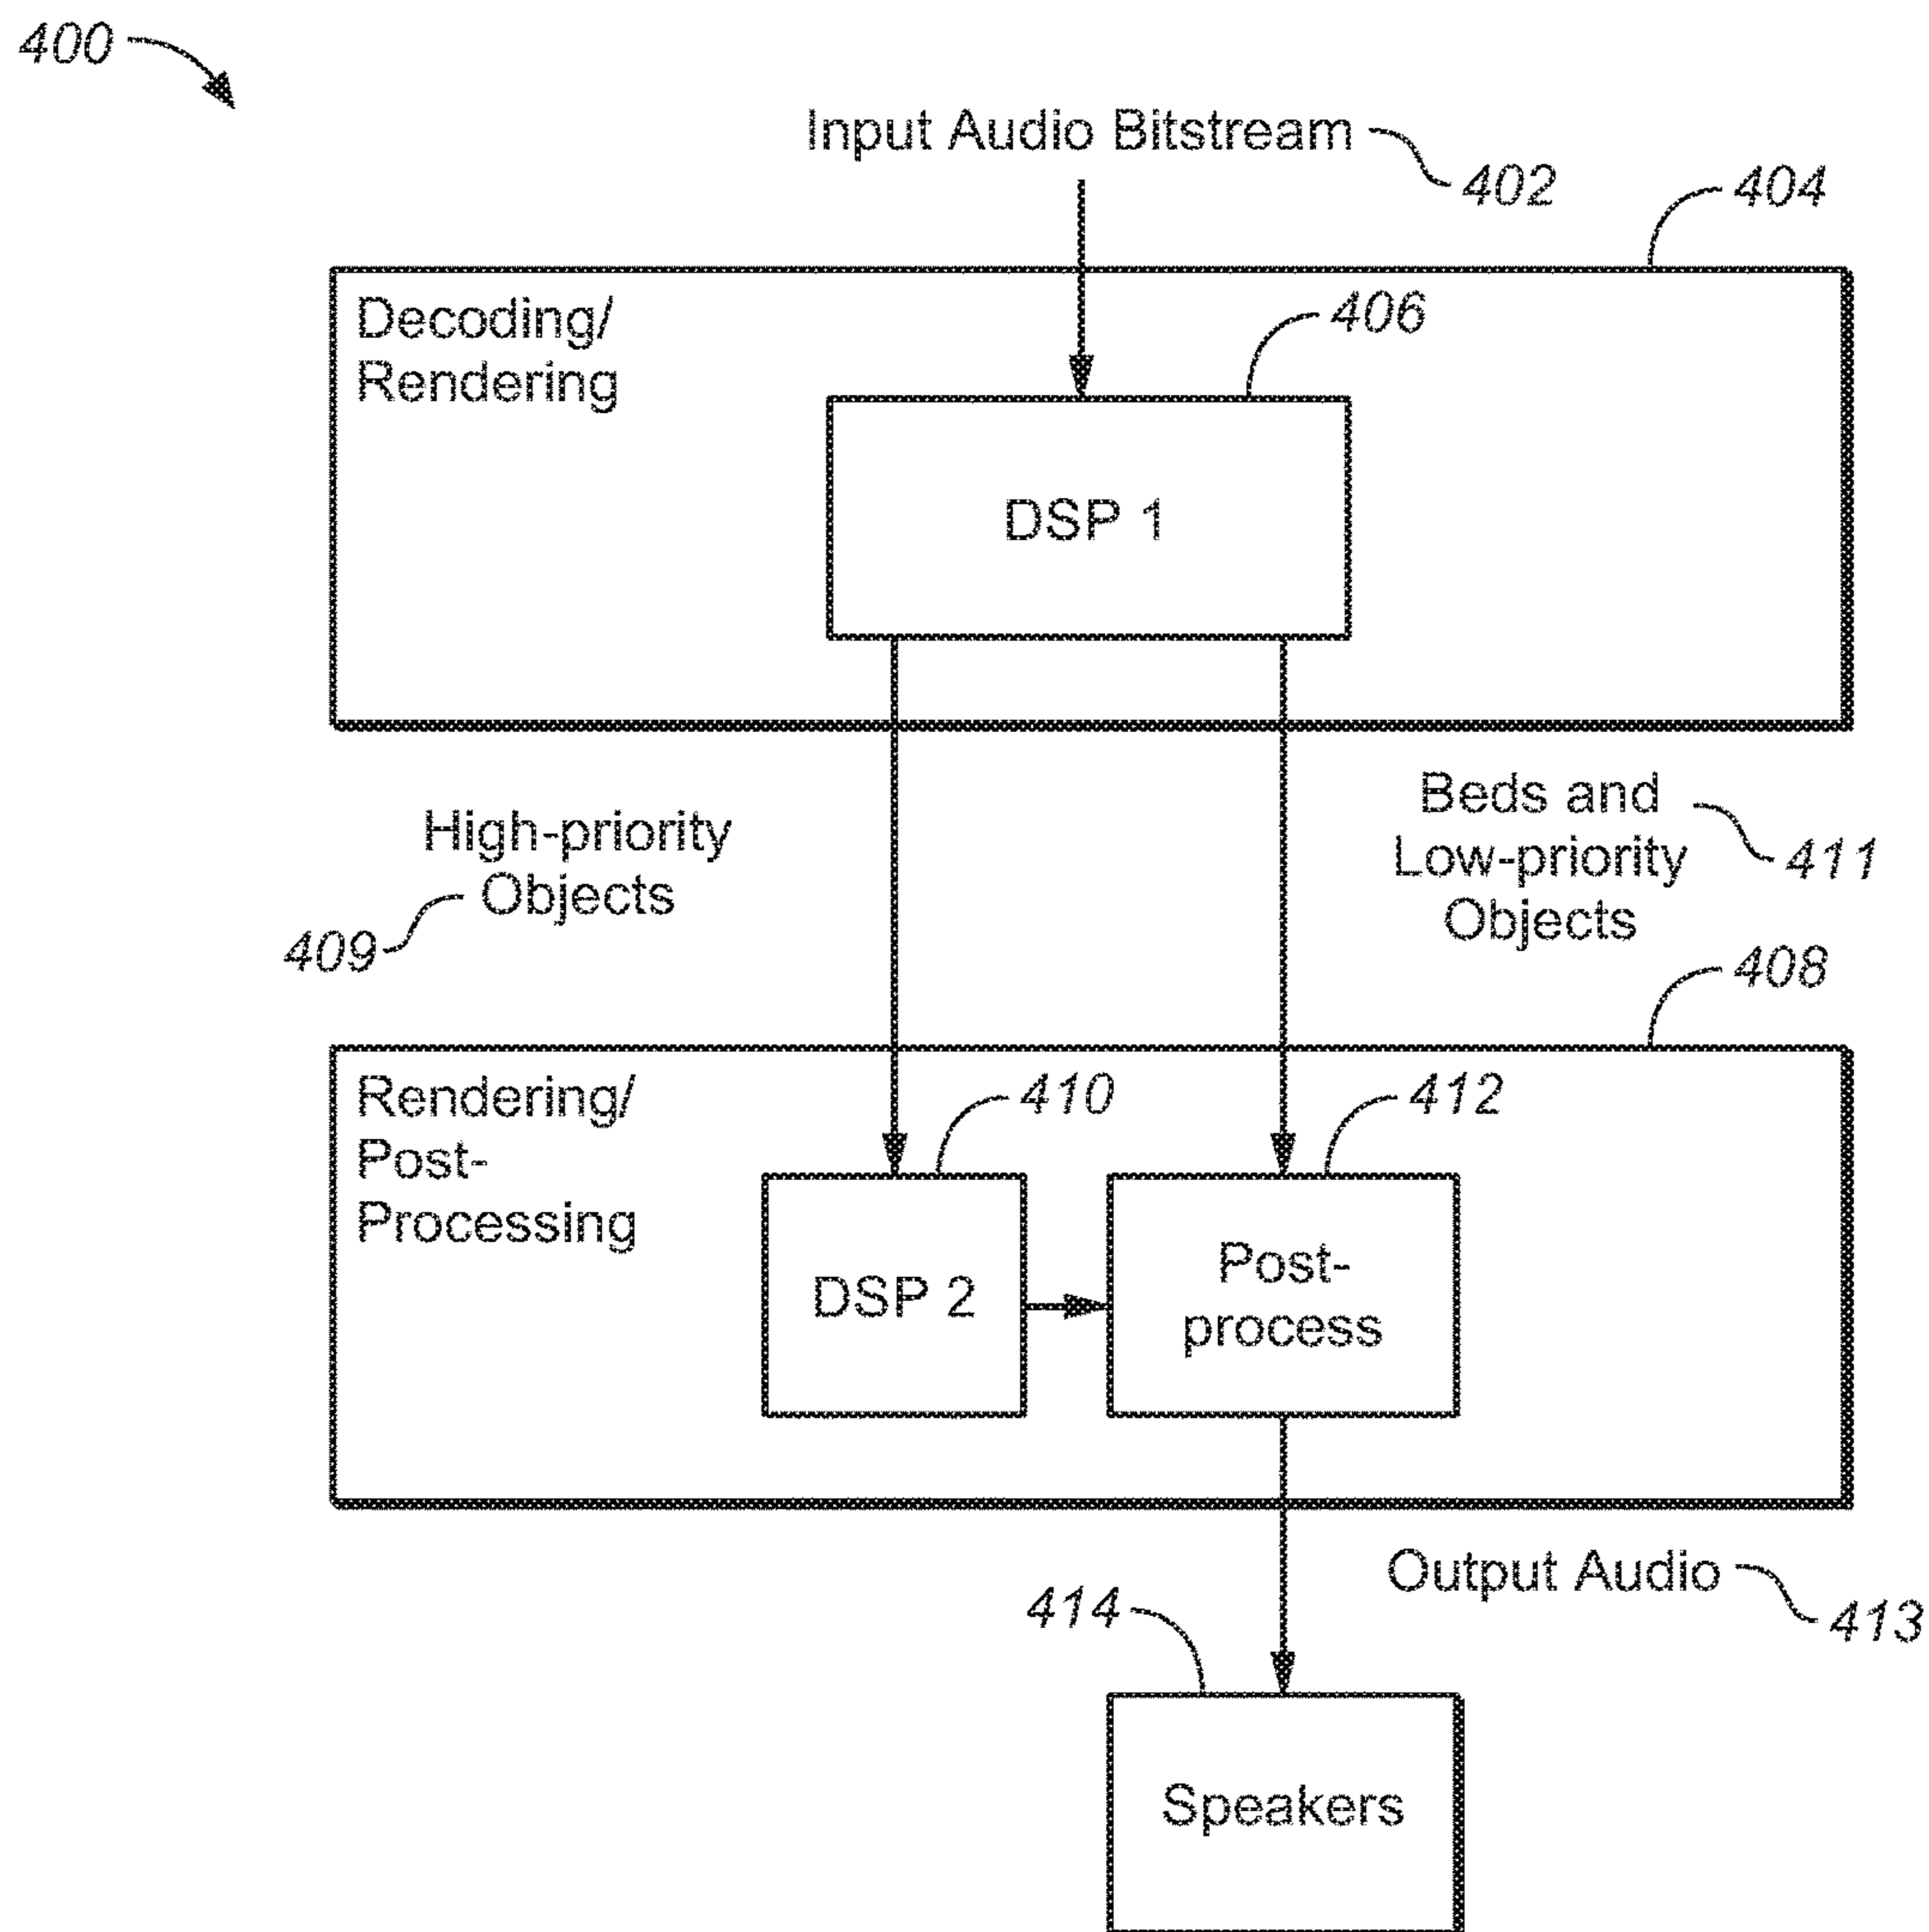 400
Input Audio Bitstream
402
404
Decoding/
Rendering
406
DSP 1
High-priority
Objects
409
Beds and
Low-priority
Objects
411
408
Rendering/
Post-
Processing
410
412
DSP 2
Post-
process
Output Audio
413
414
Speakers